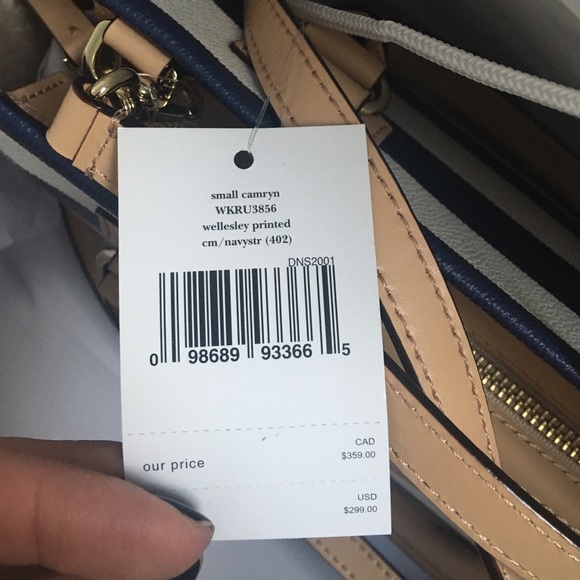 small camryn
WKRU3856
wellesley printed
cm/navystr (402)
DNS2001
0 98689 93366 5
CAD
our price $359.00
USD
$299.00